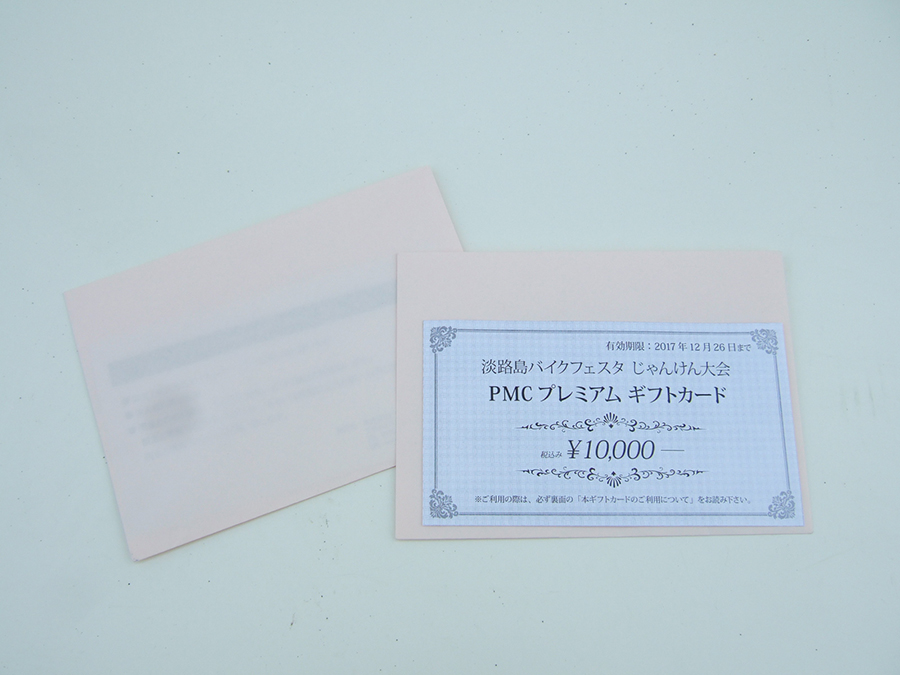 有効期限：2017年12月26日まで
淡路島バイクフェスタ じゃんけん大会
PMC プレミアム ギフトカード
税込み ¥10,000 —
※ご利用の際は、必ず裏面の「本ギフトカードのご利用について」をお読み下さい。